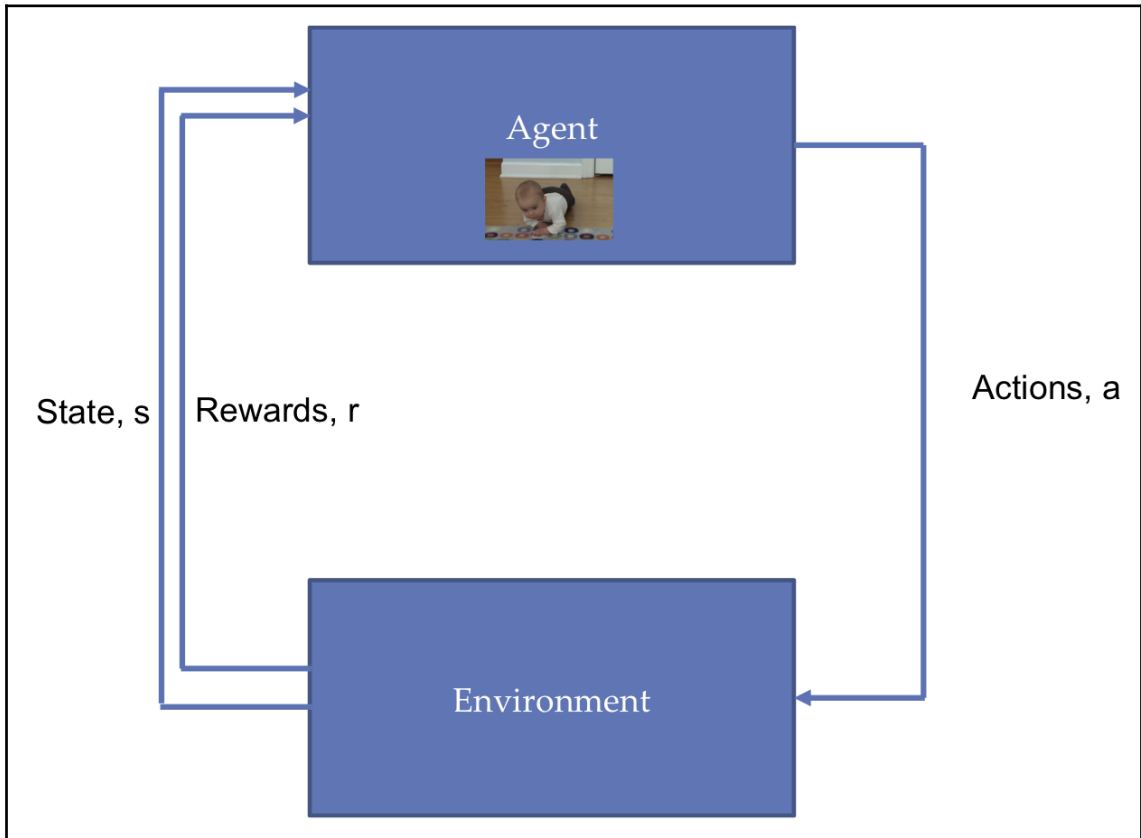 Agent
State, s
Rewards, r
Actions, a
Environment